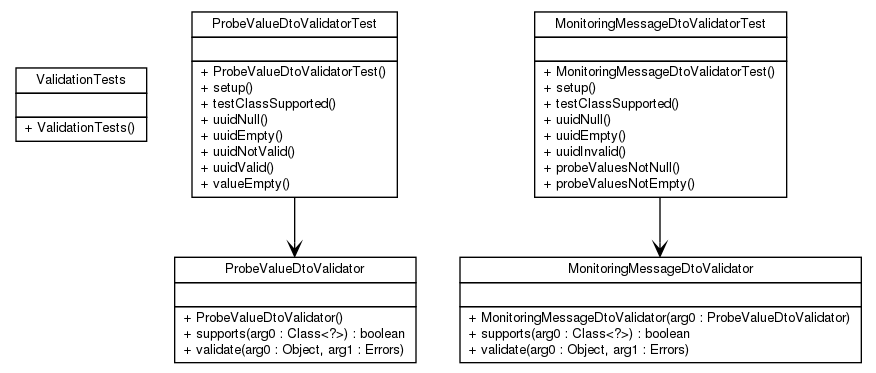 ValidationTests
+ ValidationTests()
ProbeValueDtoValidatorTest
+ ProbeValueDtoValidatorTest()
+ setup()
+ testClassSupported()
+ uuidNull()
+ uuidEmpty()
+ uuidNotValid()
+ uuidValid()
+ valueEmpty()
MonitoringMessageDtoValidatorTest
+ MonitoringMessageDtoValidatorTest()
+ setup()
+ testClassSupported()
+ uuidNull()
+ uuidEmpty()
+ uuidInvalid()
+ probeValuesNotNull()
+ probeValuesNotEmpty()
ProbeValueDtoValidator
+ ProbeValueDtoValidator()
+ supports(arg0 : Class<?>) : boolean
+ validate(arg0 : Object, arg1 : Errors)
MonitoringMessageDtoValidator
+ MonitoringMessageDtoValidator(arg0 : ProbeValueDtoValidator)
+ supports(arg0 : Class<?>) : boolean
+ validate(arg0 : Object, arg1 : Errors)